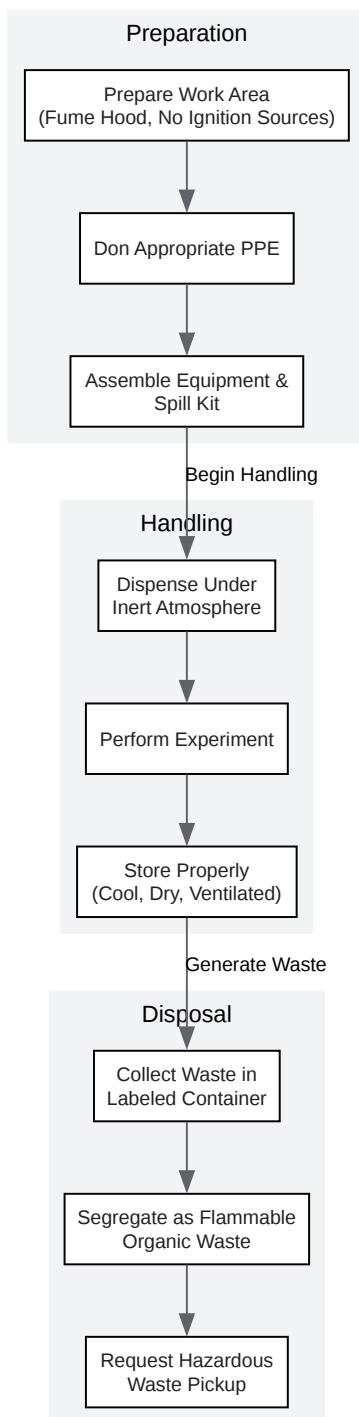 Preparation
Prepare Work Area
(Fume Hood, No Ignition Sources)
Don Appropriate PPE
Assemble Equipment &
Spill Kit
Begin Handling
Handling
Dispense Under
Inert Atmosphere
Perform Experiment
Store Properly
(Cool, Dry, Ventilated)
Generate Waste
Disposal
Collect Waste in
Labeled Container
Segregate as Flammable
Organic Waste
Request Hazardous
Waste Pickup